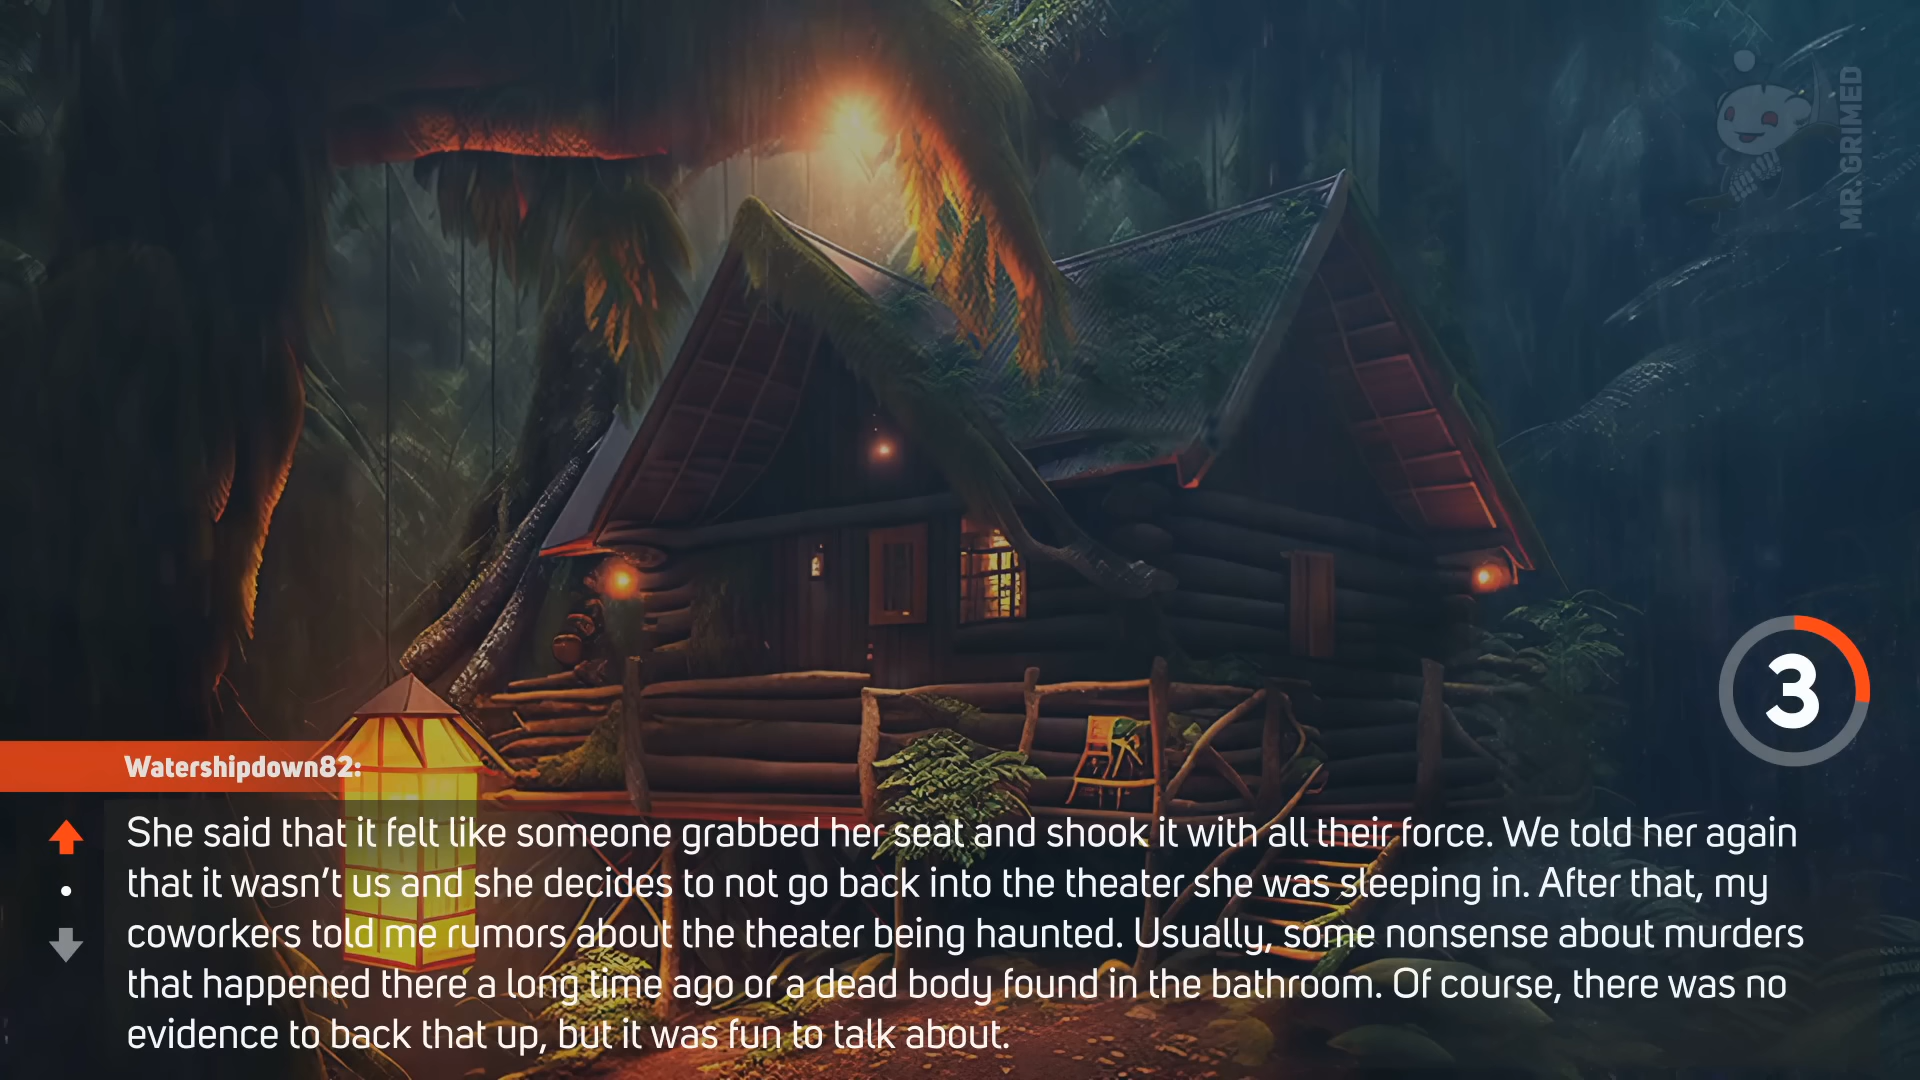 MR. GRIMED
3
Watershipdown82:
She said that it felt like someone grabbed her seat and shook it with all their force. We told her again
that it wasn't us and she decides to not go back into the theater she was sleeping in. After that, my
coworkers told me rumors about the theater being haunted. Usually, some nonsense about murders
that happened there a long time ago or a dead body found in the bathroom. Of course, there was no
evidence to back that up, but it was fun to talk about.